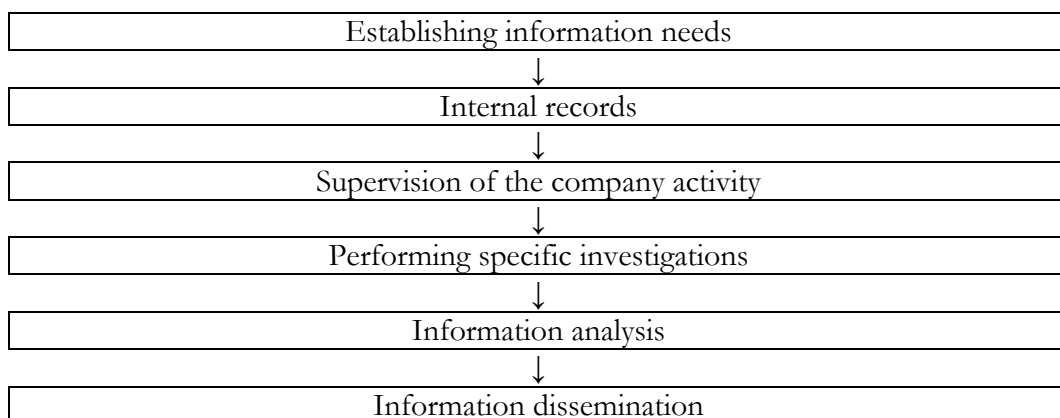 Establishing information needs
↓
Internal records
↓
Supervision of the company activity
↓
Performing specific investigations
↓
Information analysis
↓
Information dissemination